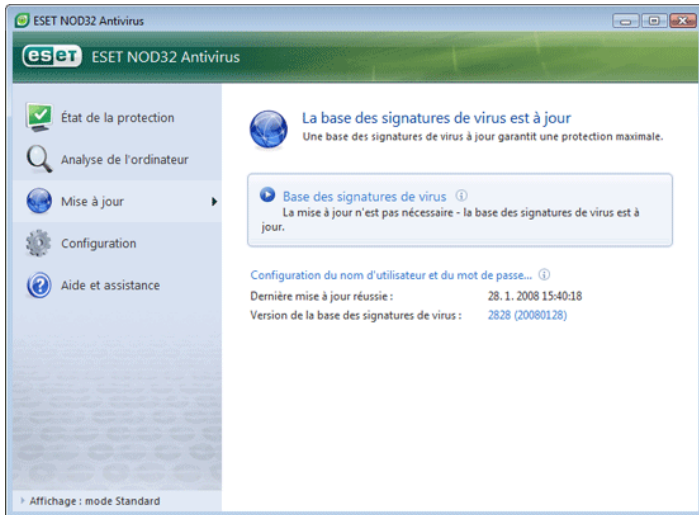 ESET NOD32 Antivirus
eseT ESET NOD32 Antivirus
État de la protection
Analyse de l'ordinateur
Mise à jour
Configuration
Aide et assistance
Affichage : mode Standard
La base des signatures de virus est à jour
Une base des signatures de virus à jour garantit une protection maximale.
Base des signatures de virus
La mise à jour n'est pas nécessaire - la base des signatures de virus est à
jour.
Configuration du nom d'utilisateur et du mot de passe...
Dernière mise à jour réussie : 28. 1. 2008 15:40:18
Version de la base des signatures de virus : 2828 (20080128)